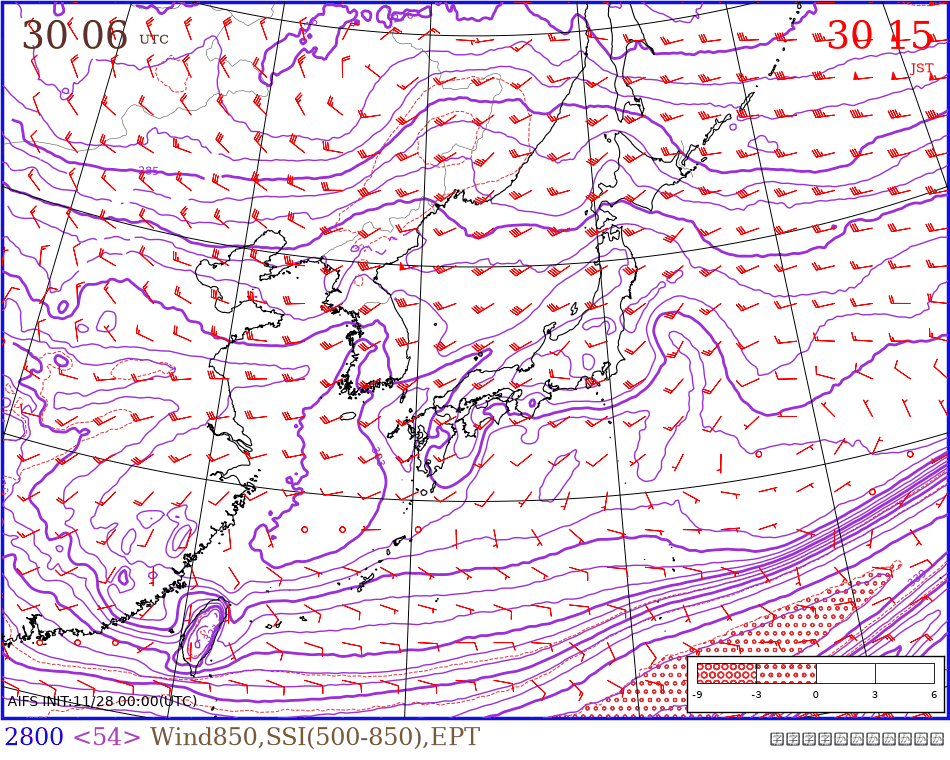 30 06 UTC
30 15
JST
285
-9 -3 0 3 6
AIFS INIT:11/28 00:00(UTC)
2800 <54> Wind850,SSI(500-850),EPT